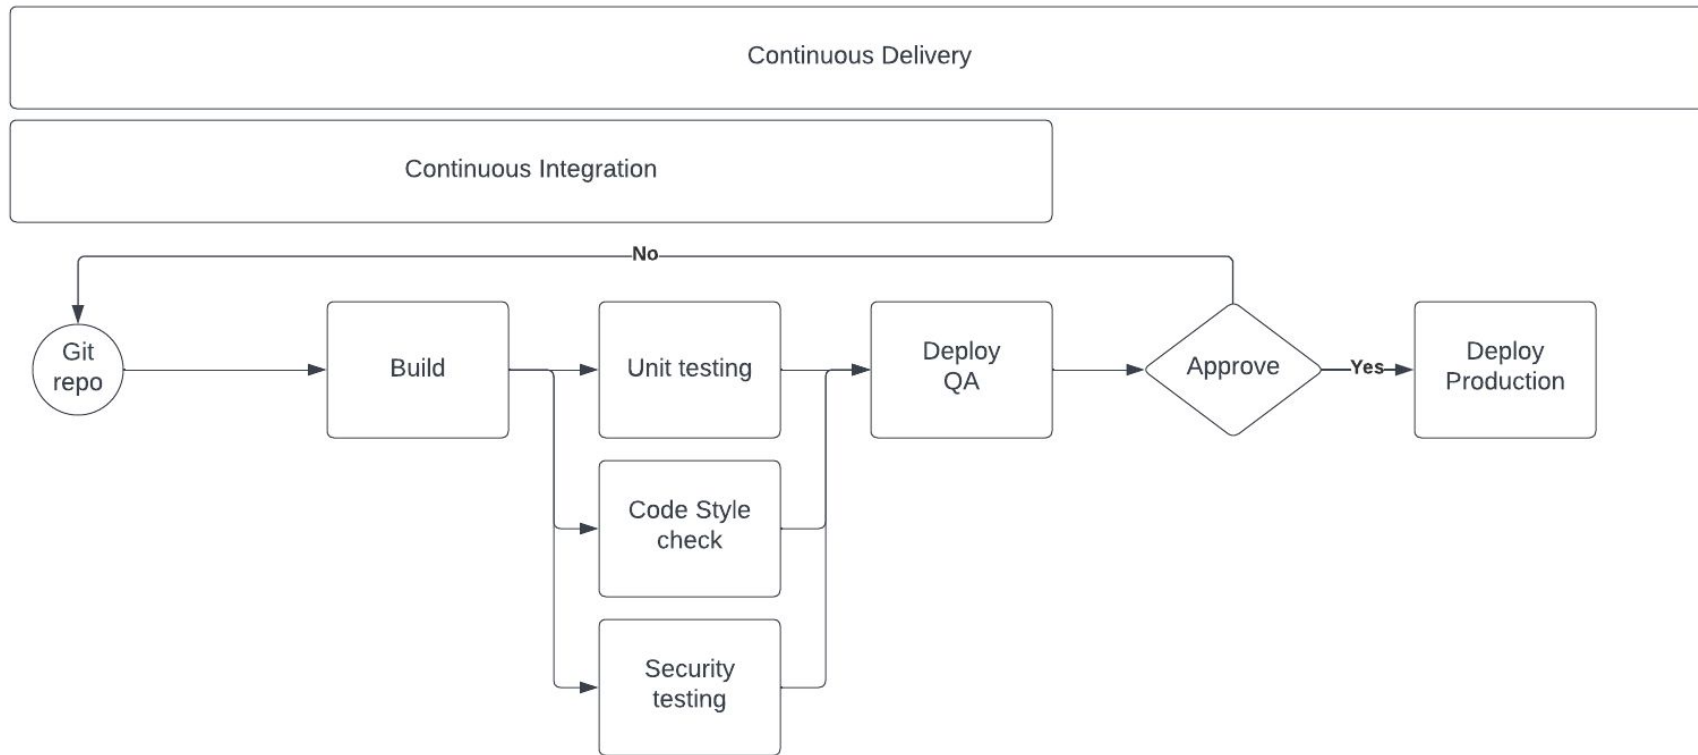 Continuous Delivery
Continuous Integration
No
Git
repo
Build
Unit testing
Deploy
QA
Approve
Yes
Deploy
Production
Code Style
check
Security
testing